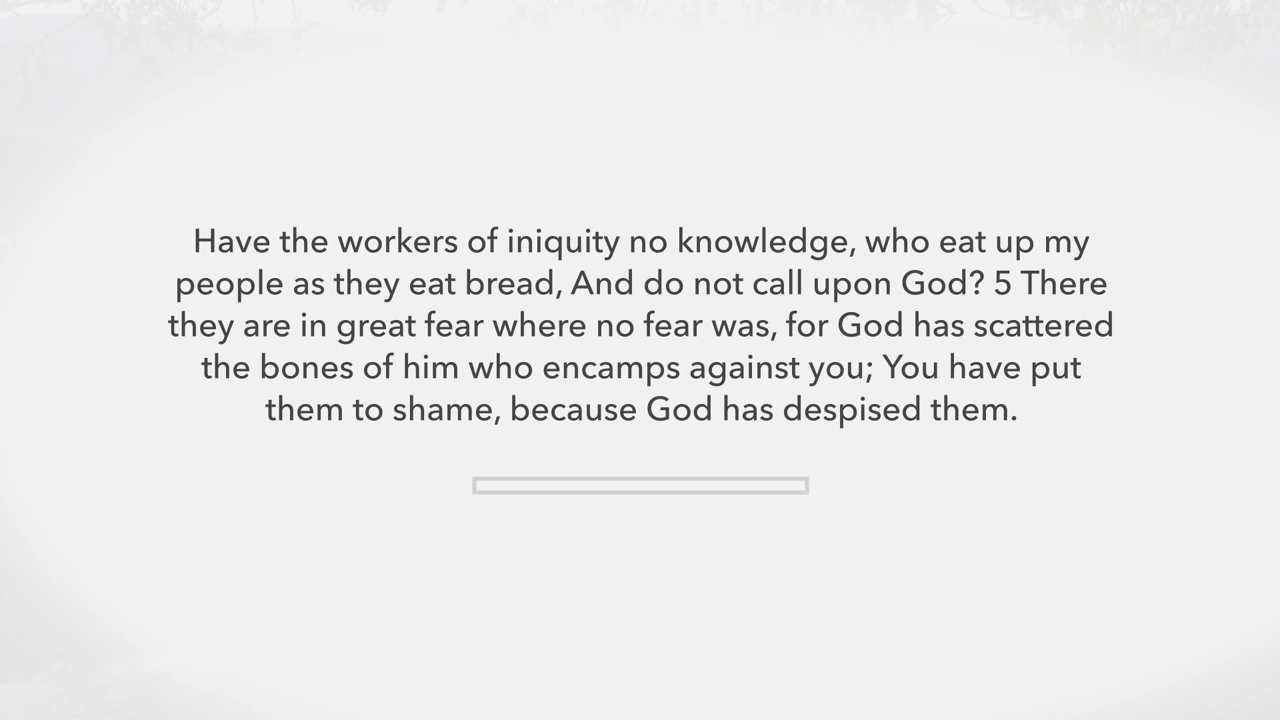 Have the workers of iniquity no knowledge, who eat up my
people as they eat bread, And do not call upon God? 5 There
they are in great fear where no fear was, for God has scattered
the bones of him who encamps against you; You have put
them to shame, because God has despised them.